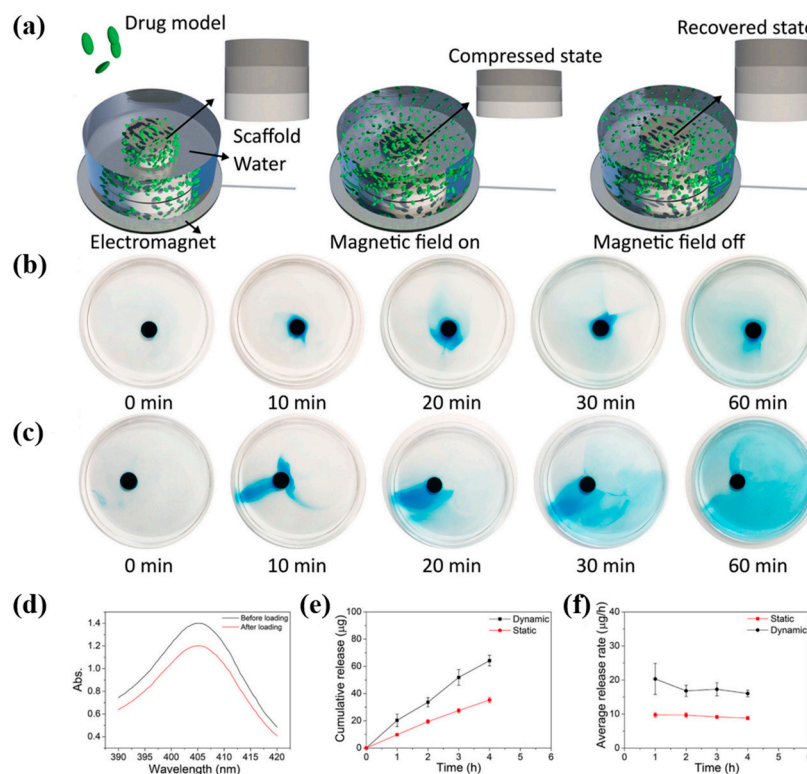 (a)
Drug model
Compressed state
Recovered state
Scaffold
Water
Electromagnet
Magnetic field on
Magnetic field off
(b)
0 min 10 min 20 min 30 min 60 min
(c)
0 min 10 min 20 min 30 min 60 min
(d)
Before loading
After loading
1.4
1.2
1.0
0.8
0.6
0.4
Abs.
390 395 400 405 410 415 420
Wavelength (nm)
(e)
Dynamic
Static
100
80
60
40
20
0
Cumulative release (µg)
0 1 2 3 4 5 6
Time (h)
(f)
Static
Dynamic
40
30
20
10
0
Average release rate (µg/h)
0 1 2 3 4 5
Time (h)